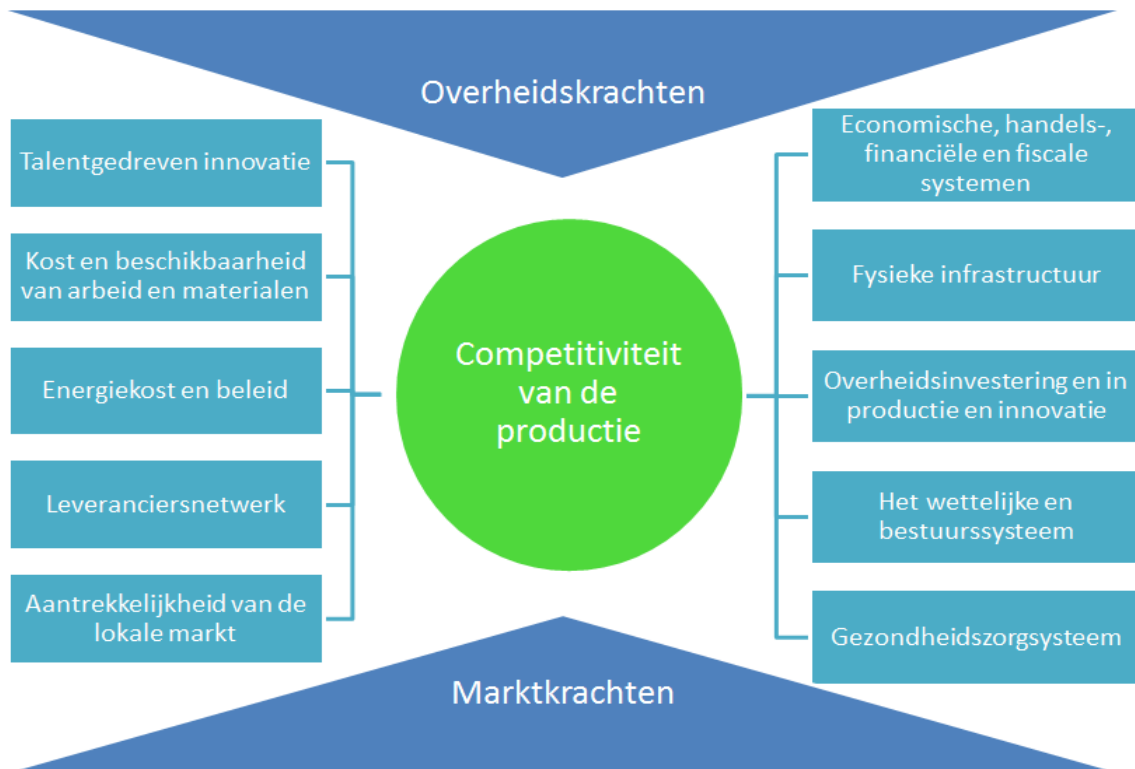 Overheidskrachten
Talentgedreven innovatie
Kost en beschikbaarheid
van arbeid en materialen
Energiekost en beleid
Leveranciersnetwerk
Aantrekkelijkheid van de
lokale markt
Competitiviteit
van de
productie
Economische, handels-,
financiële en fiscale
systemen
Fysieke infrastructuur
Overheidsinvestering en in
productie en innovatie
Het wettelijke en
bestuurssysteem
Gezondheidszorgsysteem
Marktkrachten